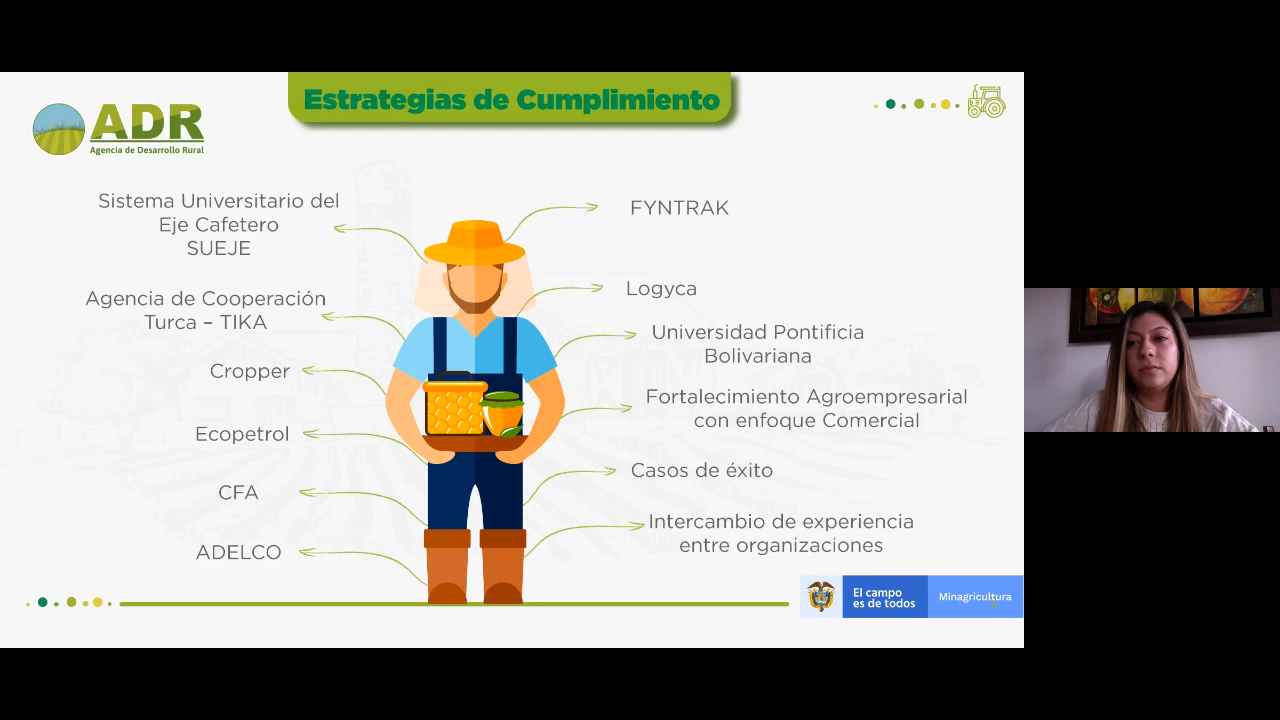 Estrategias de Cumplimiento
ADR
Agencia de Desarrollo Rural
Sistema Universitario del
Eje Cafetero
SUEJE
Agencia de Cooperación
Turca – TIKA
Cropper
Ecopetrol
CFA
ADELCO
FYNTRAK
Logyca
Universidad Pontificia
Bolivariana
Fortalecimiento Agroempresarial
con enfoque Comercial
Casos de éxito
Intercambio de experiencia
entre organizaciones
El campo
es de todos
Minagricultura